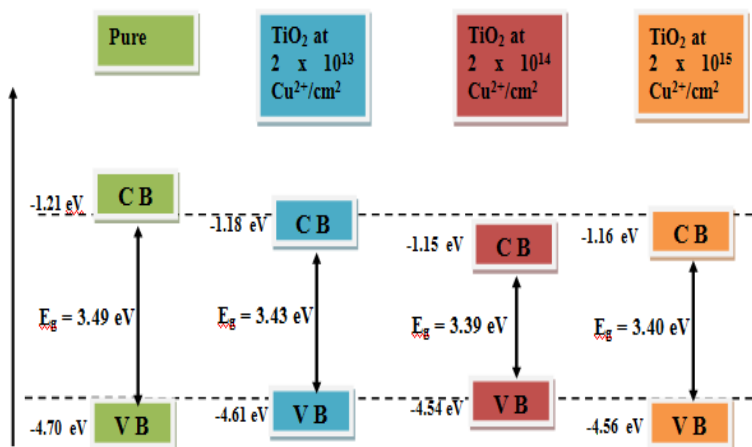 Pure
TiO₂ at
2 x 10¹³
Cu²⁺/cm²
TiO₂ at
2 x 10¹⁴
Cu²⁺/cm²
TiO₂ at
2 x 10¹⁵
Cu²⁺/cm²
-1.21 eV
C B
-1.18 eV
C B
-1.15 eV
C B
-1.16 eV
C B
Eg = 3.49 eV
Eg = 3.43 eV
Eg = 3.39 eV
Eg = 3.40 eV
-4.70 eV
V B
-4.61 eV
V B
-4.54 eV
V B
-4.56 eV
V B